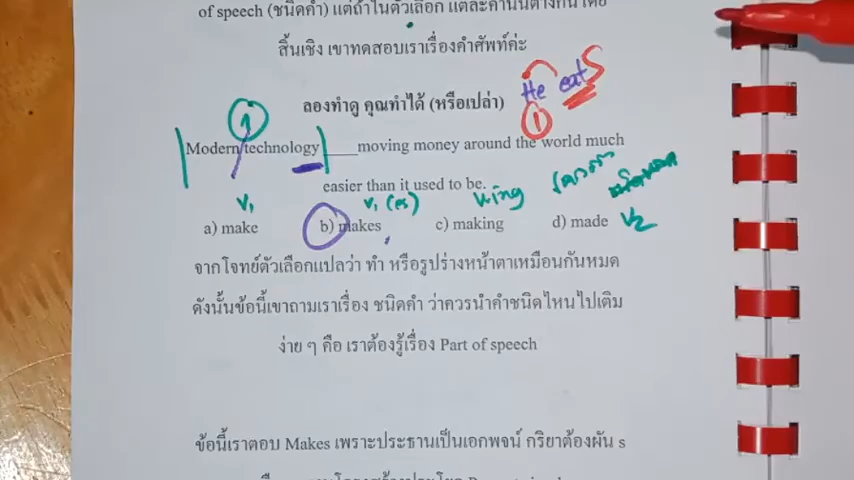 of speech (ชนิดคำ) แต่ถ้าในตัวเลือก แต่ละคำนั้นต่างกัน โดย
สิ้นเชิง เขาทดสอบเราเรื่องคำศัพท์ค่ะ
He eatS
1
ลองทำดู คุณทำได้ (หรือเปล่า)
1
Modern technology ____moving money around the world much
easier than it used to be.
V1 V1 (es) Ving V2
a) make b) makes c) making d) made
จากโจทย์ตัวเลือกแปลว่า ทำ หรือรูปร่างหน้าตาเหมือนกันหมด
ดังนั้นข้อนี้เขาถามเราเรื่อง ชนิดคำ ว่าควรนำคำชนิดไหนไปเติม
ง่าย ๆ คือ เราต้องรู้เรื่อง Part of speech
ข้อนี้เราตอบ Makes เพราะประธานเป็นเอกพจน์ กริยาต้องผัน s